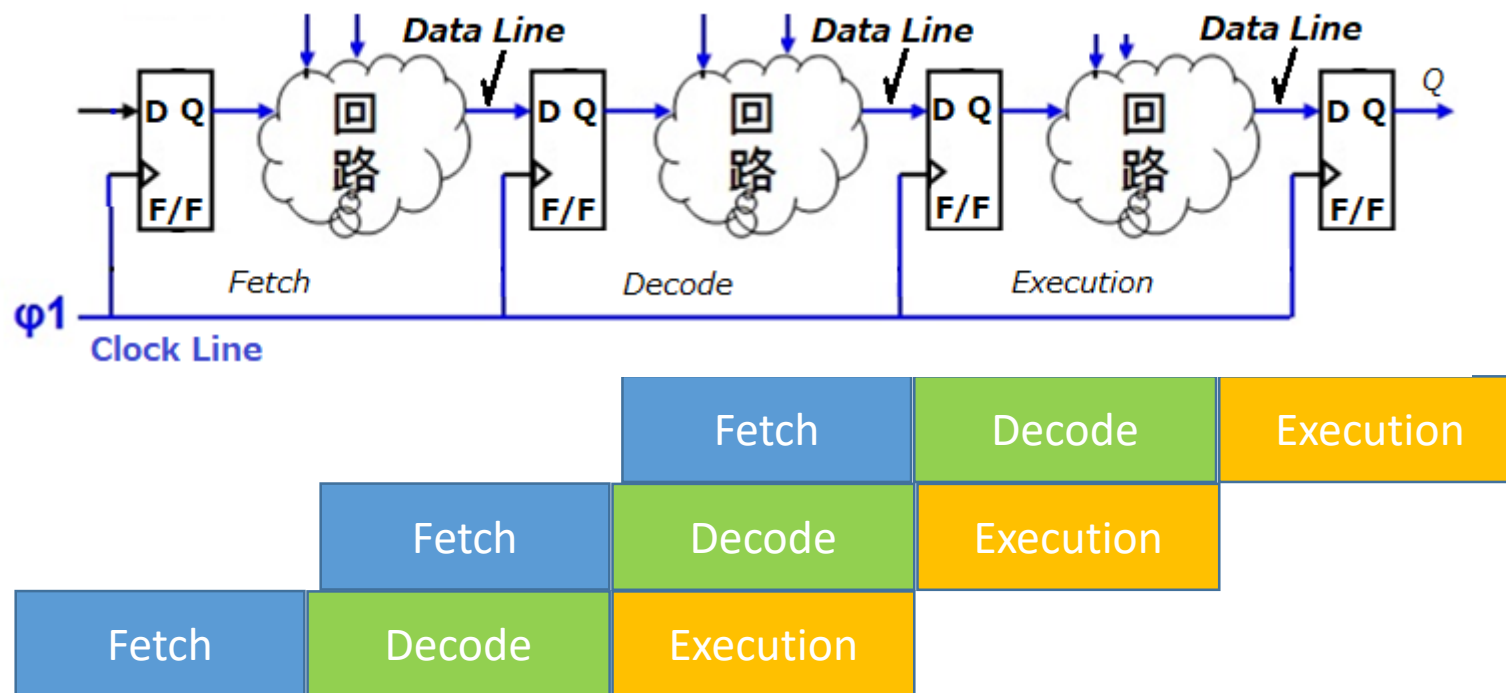 Data Line
Data Line
Data Line
D Q
回
路
D Q
回
路
D Q
回
路
D Q
Q
F/F
F/F
F/F
F/F
Fetch
Decode
Execution
φ1
Clock Line
Fetch
Decode
Execution
Fetch
Decode
Execution
Fetch
Decode
Execution